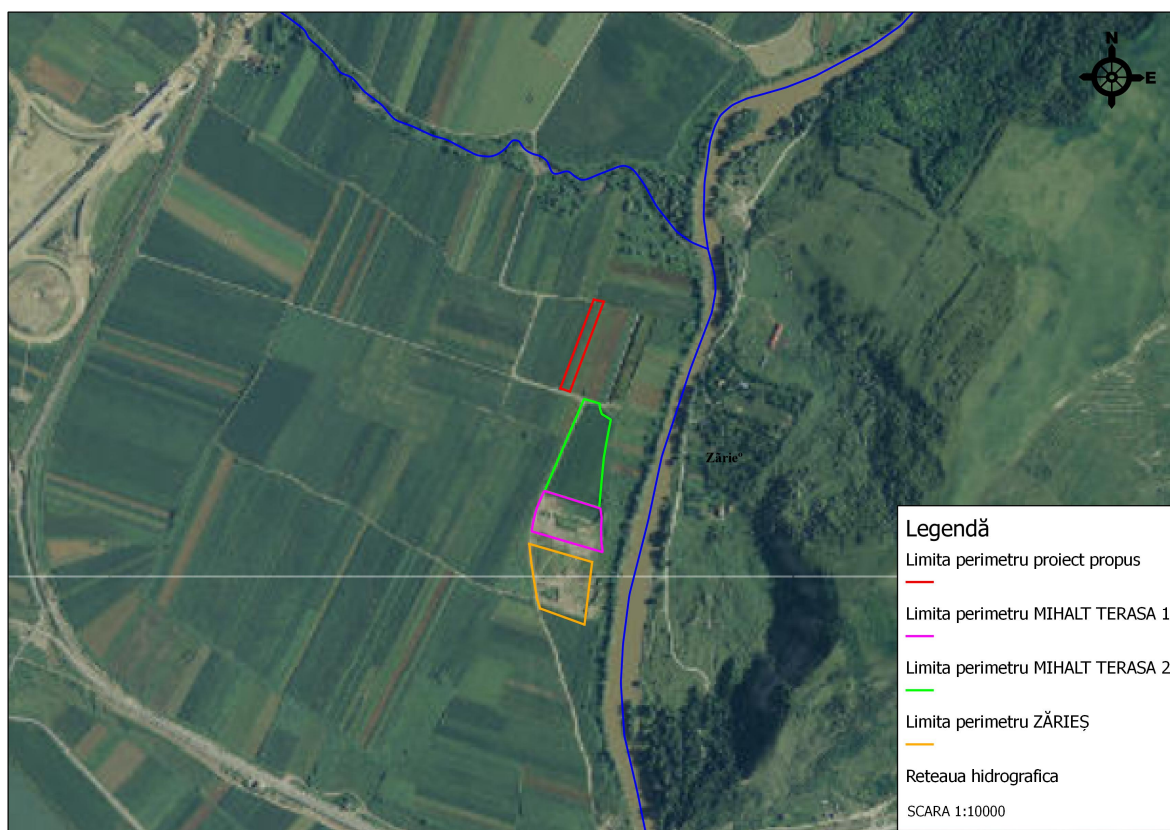 N
E
Zãrieº
Legendă
Limita perimetru proiect propus
Limita perimetru MIHALT TERASA 1
Limita perimetru MIHALT TERASA 2
Limita perimetru ZĂRIEȘ
Reteaua hidrografica
SCARA 1:10000